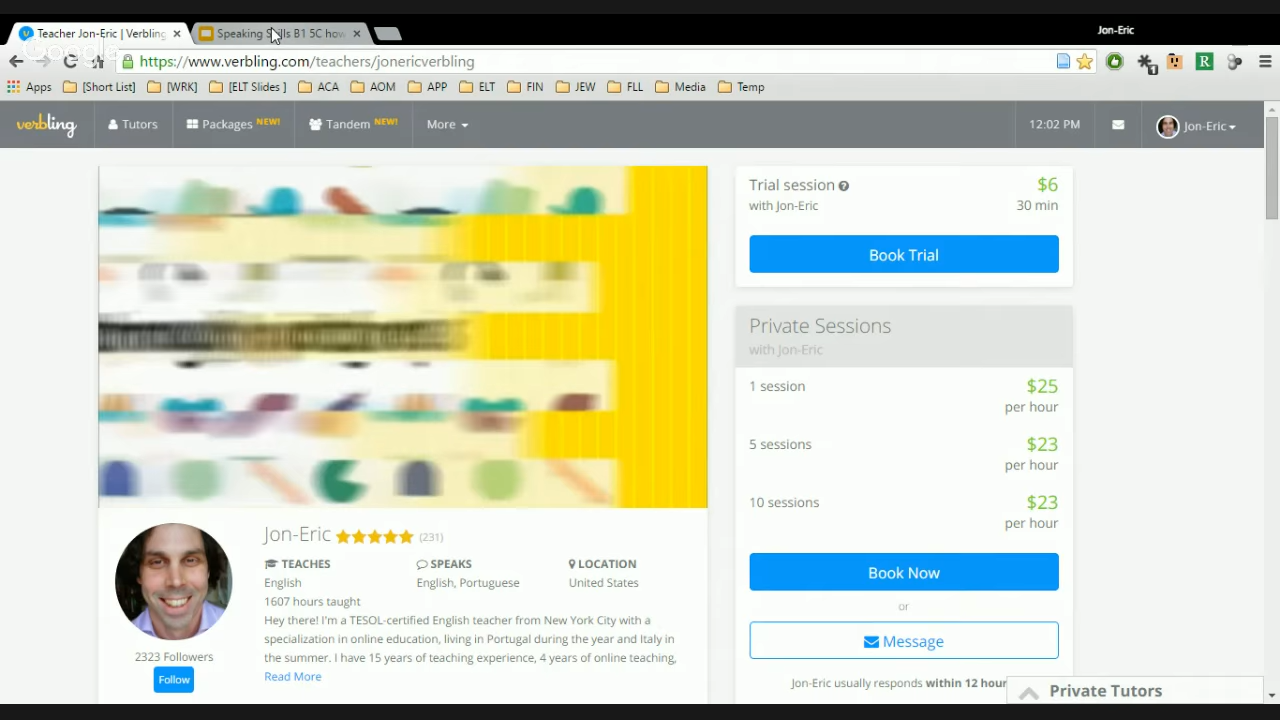 Teacher Jon-Eric | Verbling
Speaking Skills B1 5C how
Jon-Eric
Google
https://www.verbling.com/teachers/jonericverbling
1
Apps [Short List] [WRK] [ELT Slides ] ACA AOM APP ELT FIN JEW FLL Media Temp
verbling Tutors Packages NEW! Tandem NEW! More 12:02 PM Jon-Eric
Trial session ? $6
with Jon-Eric 30 min
Book Trial
Private Sessions
with Jon-Eric
1 session $25
per hour
5 sessions $23
per hour
10 sessions $23
per hour
Book Now
or
Message
Jon-Eric usually responds within 12 hour
Private Tutors
Jon-Eric (231)
TEACHES SPEAKS LOCATION
English English, Portuguese United States
1607 hours taught
Hey there! I'm a TESOL-certified English teacher from New York City with a
specialization in online education, living in Portugal during the year and Italy in
the summer. I have 15 years of teaching experience, 4 years of online teaching,
Read More
2323 Followers
Follow